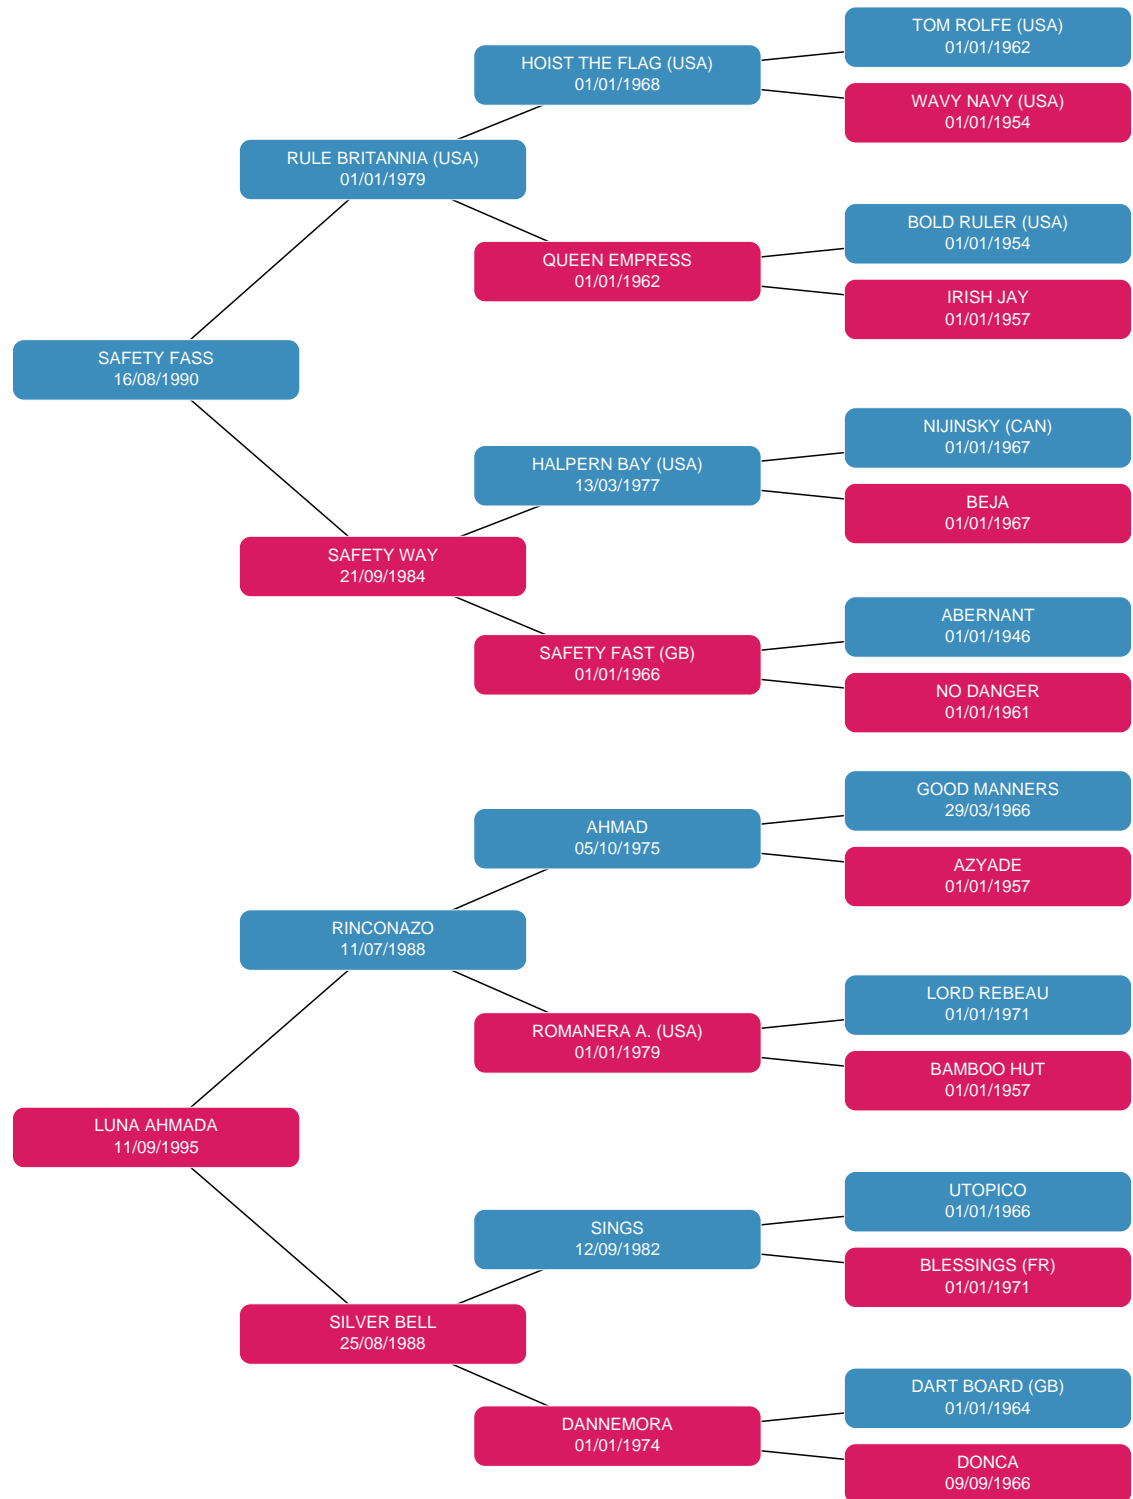 TOM ROLFE (USA)
01/01/1962
HOIST THE FLAG (USA)
01/01/1968
WAVY NAVY (USA)
01/01/1954
RULE BRITANNIA (USA)
01/01/1979
BOLD RULER (USA)
01/01/1954
QUEEN EMPRESS
01/01/1962
IRISH JAY
01/01/1957
SAFETY FASS
16/08/1990
NIJINSKY (CAN)
01/01/1967
HALPERN BAY (USA)
13/03/1977
BEJA
01/01/1967
SAFETY WAY
21/09/1984
ABERNANT
01/01/1946
SAFETY FAST (GB)
01/01/1966
NO DANGER
01/01/1961
GOOD MANNERS
29/03/1966
AHMAD
05/10/1975
AZYADE
01/01/1957
RINCONAZO
11/07/1988
LORD REBEAU
01/01/1971
ROMANERA A. (USA)
01/01/1979
BAMBOO HUT
01/01/1957
LUNA AHMADA
11/09/1995
UTOPICO
01/01/1966
SINGS
12/09/1982
BLESSINGS (FR)
01/01/1971
SILVER BELL
25/08/1988
DART BOARD (GB)
01/01/1964
DANNEMORA
01/01/1974
DONCA
09/09/1966